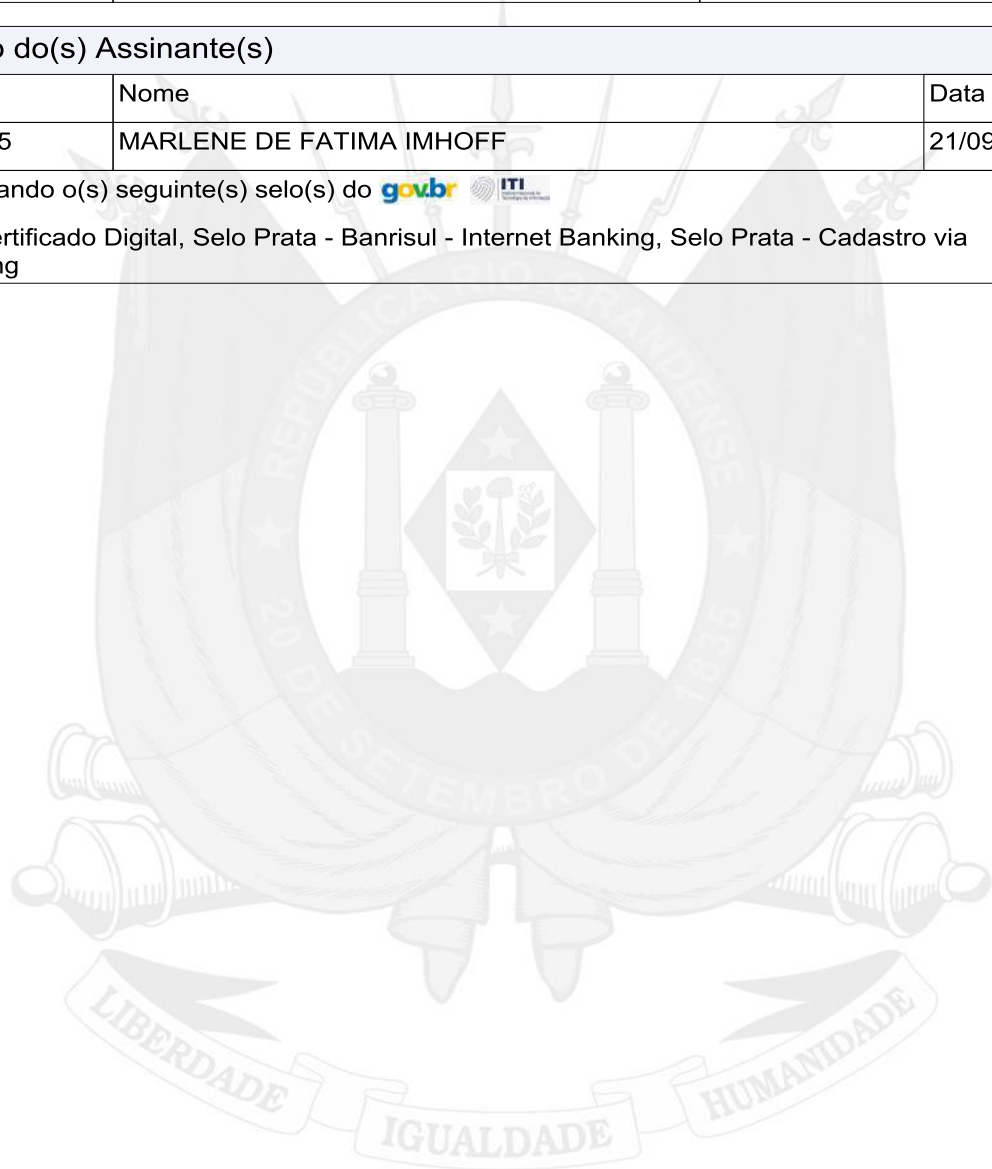 o do(s) Assinante(s)
Nome
Data
5
MARLENE DE FATIMA IMHOFF
21/09
ando o(s) seguinte(s) selo(s) do gov.br ITI
ertificado Digital, Selo Prata - Banrisul - Internet Banking, Selo Prata - Cadastro via
ng
REPÚBLICA RIO GRANDENSE
20 DE SETEMBRO DE 1835
LIBERDADE
IGUALDADE
HUMANIDADE